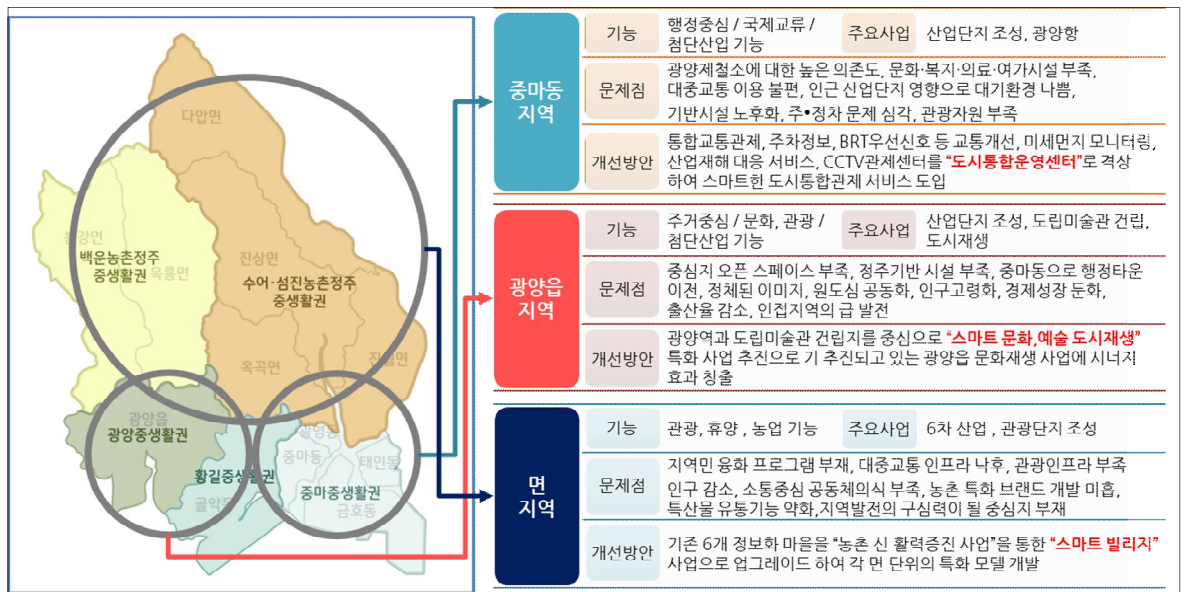 다압면
봉강면
백운농촌정주
중생활권
옥룡면
진상면
수어·섬진농촌정주
중생활권
진월면
옥곡면
광양읍
광양중생활권
황길중생활권
골약동
광영동
중마동
태인동
중마중생활권
금호동
중마동
지역
기능
행정중심 / 국제교류 /
첨단산업 기능
주요사업
산업단지 조성, 광양항
문제점
광양제철소에 대한 높은 의존도, 문화·복지·의료·여가시설 부족,
대중교통 이용 불편, 인근 산업단지 영향으로 대기환경 나쁨,
기반시설 노후화, 주•정차 문제 심각, 관광자원 부족
개선방안
통합교통관제, 주차정보, BRT우선신호 등 교통개선, 미세먼지 모니터링,
산업재해 대응 서비스, CCTV관제센터를 “도시통합운영센터”로 격상
하여 스마트한 도시통합관제 서비스 도입
광양읍
지역
기능
주거중심 / 문화, 관광 /
첨단산업 기능
주요사업
산업단지 조성, 도립미술관 건립,
도시재생
문제점
중심지 오픈 스페이스 부족, 정주기반 시설 부족, 중마동으로 행정타운
이전, 정체된 이미지, 원도심 공동화, 인구고령화, 경제성장 둔화,
출산율 감소, 인접지역의 급 발전
개선방안
광양역과 도립미술관 건립지를 중심으로 “스마트 문화,예술 도시재생”
특화 사업 추진으로 기 추진되고 있는 광양읍 문화재생 사업에 시너지
효과 창출
면
지역
기능
관광, 휴양 , 농업 기능
주요사업
6차 산업 , 관광단지 조성
문제점
지역민 융화 프로그램 부재, 대중교통 인프라 낙후, 관광인프라 부족
인구 감소, 소통중심 공동체의식 부족, 농촌 특화 브랜드 개발 미흡,
특산물 유통기능 약화,지역발전의 구심력이 될 중심지 부재
개선방안
기존 6개 정보화 마을을 “농촌 신 활력증진 사업”을 통한 “스마트 빌리지”
사업으로 업그레이드 하여 각 면 단위의 특화 모델 개발